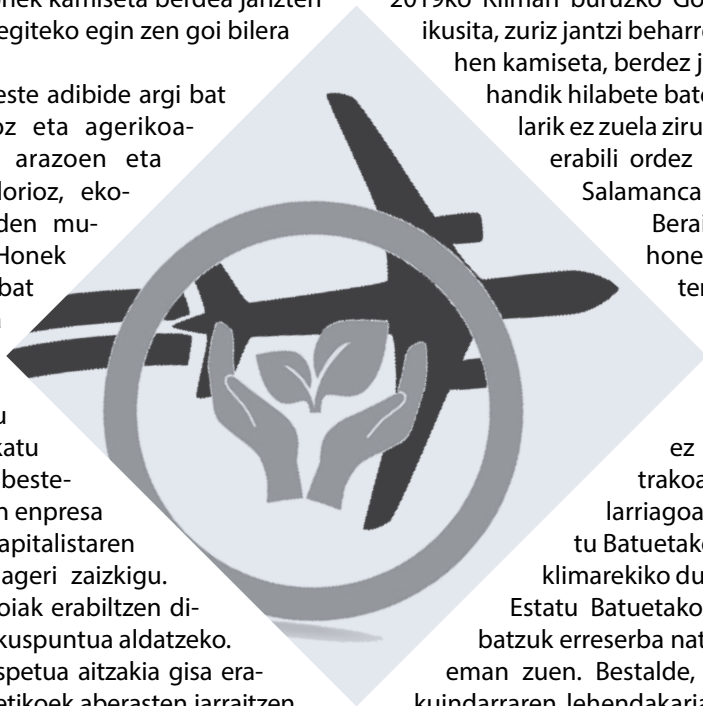 kamiseta berdea janzten
egiteko egin zen goi bilera
este adibide argi bat
oz eta agerikoa-
arazoen eta
lorioz, eko-
den mu-
Honek
bat
u
katu
beste-
n enpresa
apitalistaren
ageri zaizkigu.
oiak erabiltzen di-
kuspuntua aldatzeko.
spetua aitzakia gisa era-
etikoek aberasten jarraitzen
2019ko Kliman buruzko Go
ikusita, zuriz jantzi beharre
hen kamiseta, berdez j
handik hilabete bate
larik ez zuela ziru
erabili ordez
Salamanca
Berai
hone
ter
ez
trakoa
larriagoa
tu Batuetako
klimarekiko du
Estatu Batuetako
batzuk erreserba nat
eman zuen. Bestalde,
kuindarraren lehendakaria